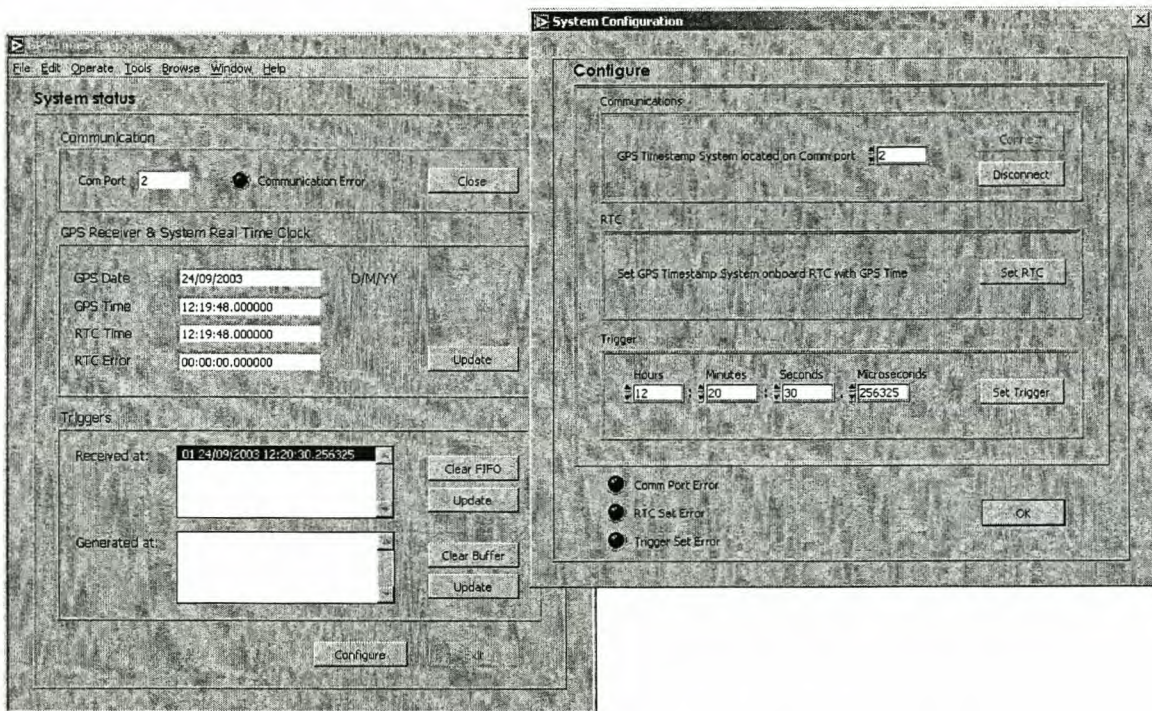 File Edit Operate Tools Browse Window Help
System status
Communication
Com Port 2 Communication Error Close
GPS Receiver & System Real Time Clock
GPS Date 24/09/2003 D/M/YY
GPS Time 12:19:48.000000
RTC Time 12:19:48.000000
RTC Error 00:00:00.000000 Update
Triggers
Received at: 01 24/09/2003 12:20:30.256325
Clear FIFO
Update
Generated at:
Clear Buffer
Update
Configure
System Configuration
Configure
Communications
Connect
GPS Timestamp System located on Comm port 2
Disconnect
RTC
Set GPS Timestamp System onboard RTC with GPS Time Set RTC
Trigger
Hours Minutes Seconds Microseconds
12 : 20 : 30 . 256325 Set Trigger
Comm Port Error
RTC Set Error OK
Trigger Set Error